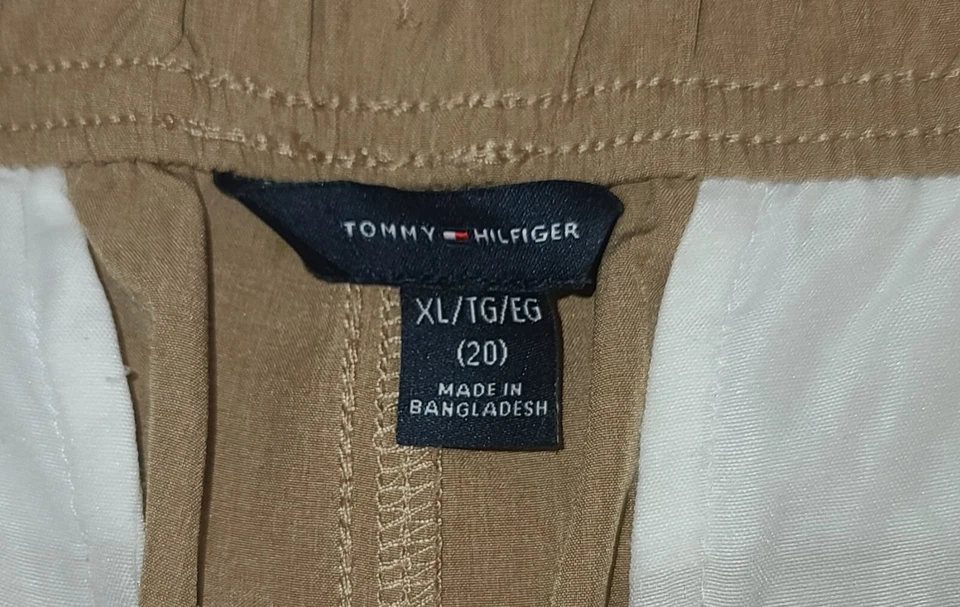 TOMMY HILFIGER
XL/TG/EG
(20)
MADE IN
BANGLADESH